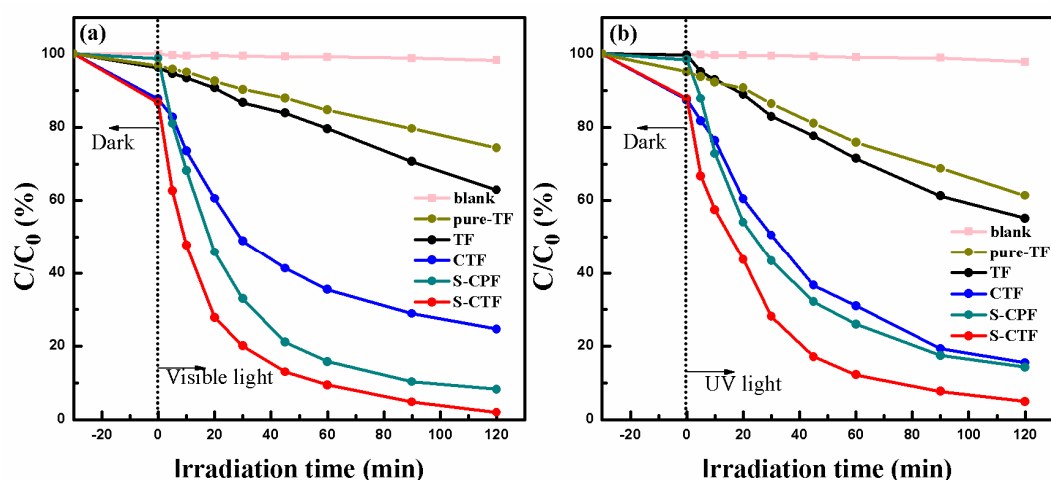 (a)
100
80
60
40
20
0
C/C0 (%)
Dark
Visible light
blank
pure-TF
TF
CTF
S-CPF
S-CTF
-20 0 20 40 60 80 100 120
Irradiation time (min)
(b)
100
80
60
40
20
0
C/C0 (%)
Dark
UV light
blank
pure-TF
TF
CTF
S-CPF
S-CTF
-20 0 20 40 60 80 100 120
Irradiation time (min)